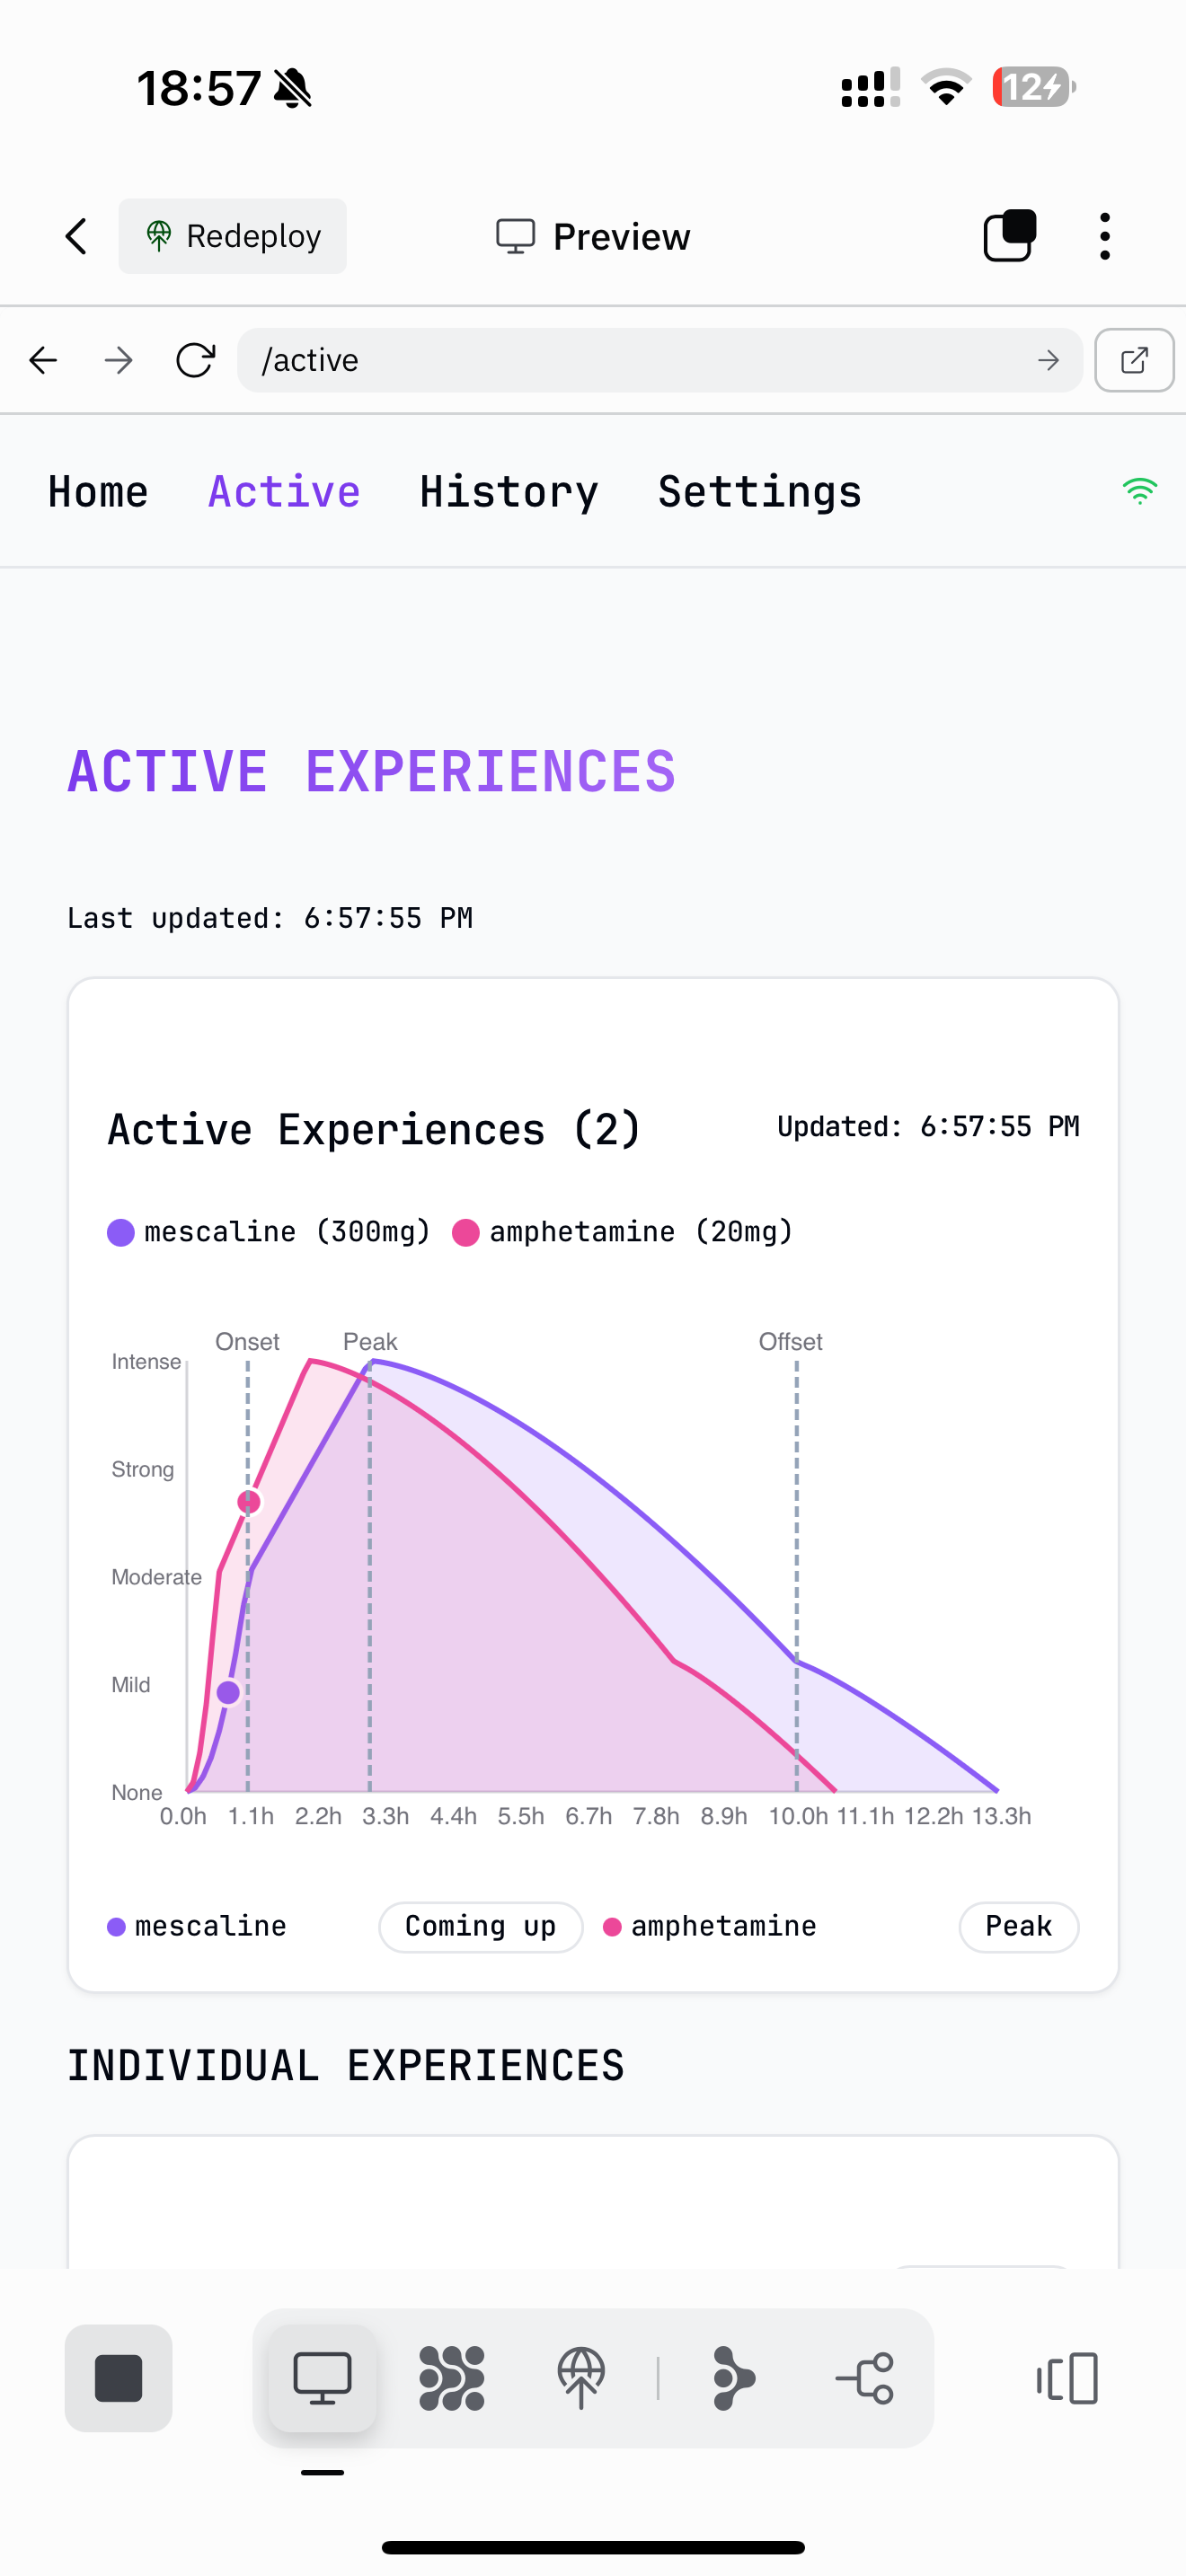 18:57 12
Redeploy Preview
/active
Home Active History Settings
ACTIVE EXPERIENCES
Last updated: 6:57:55 PM
Active Experiences (2) Updated: 6:57:55 PM
mescaline (300mg) amphetamine (20mg)
Onset Peak Offset
Intense
Strong
Moderate
Mild
None
0.0h 1.1h 2.2h 3.3h 4.4h 5.5h 6.7h 7.8h 8.9h 10.0h 11.1h 12.2h 13.3h
mescaline Coming up amphetamine Peak
INDIVIDUAL EXPERIENCES